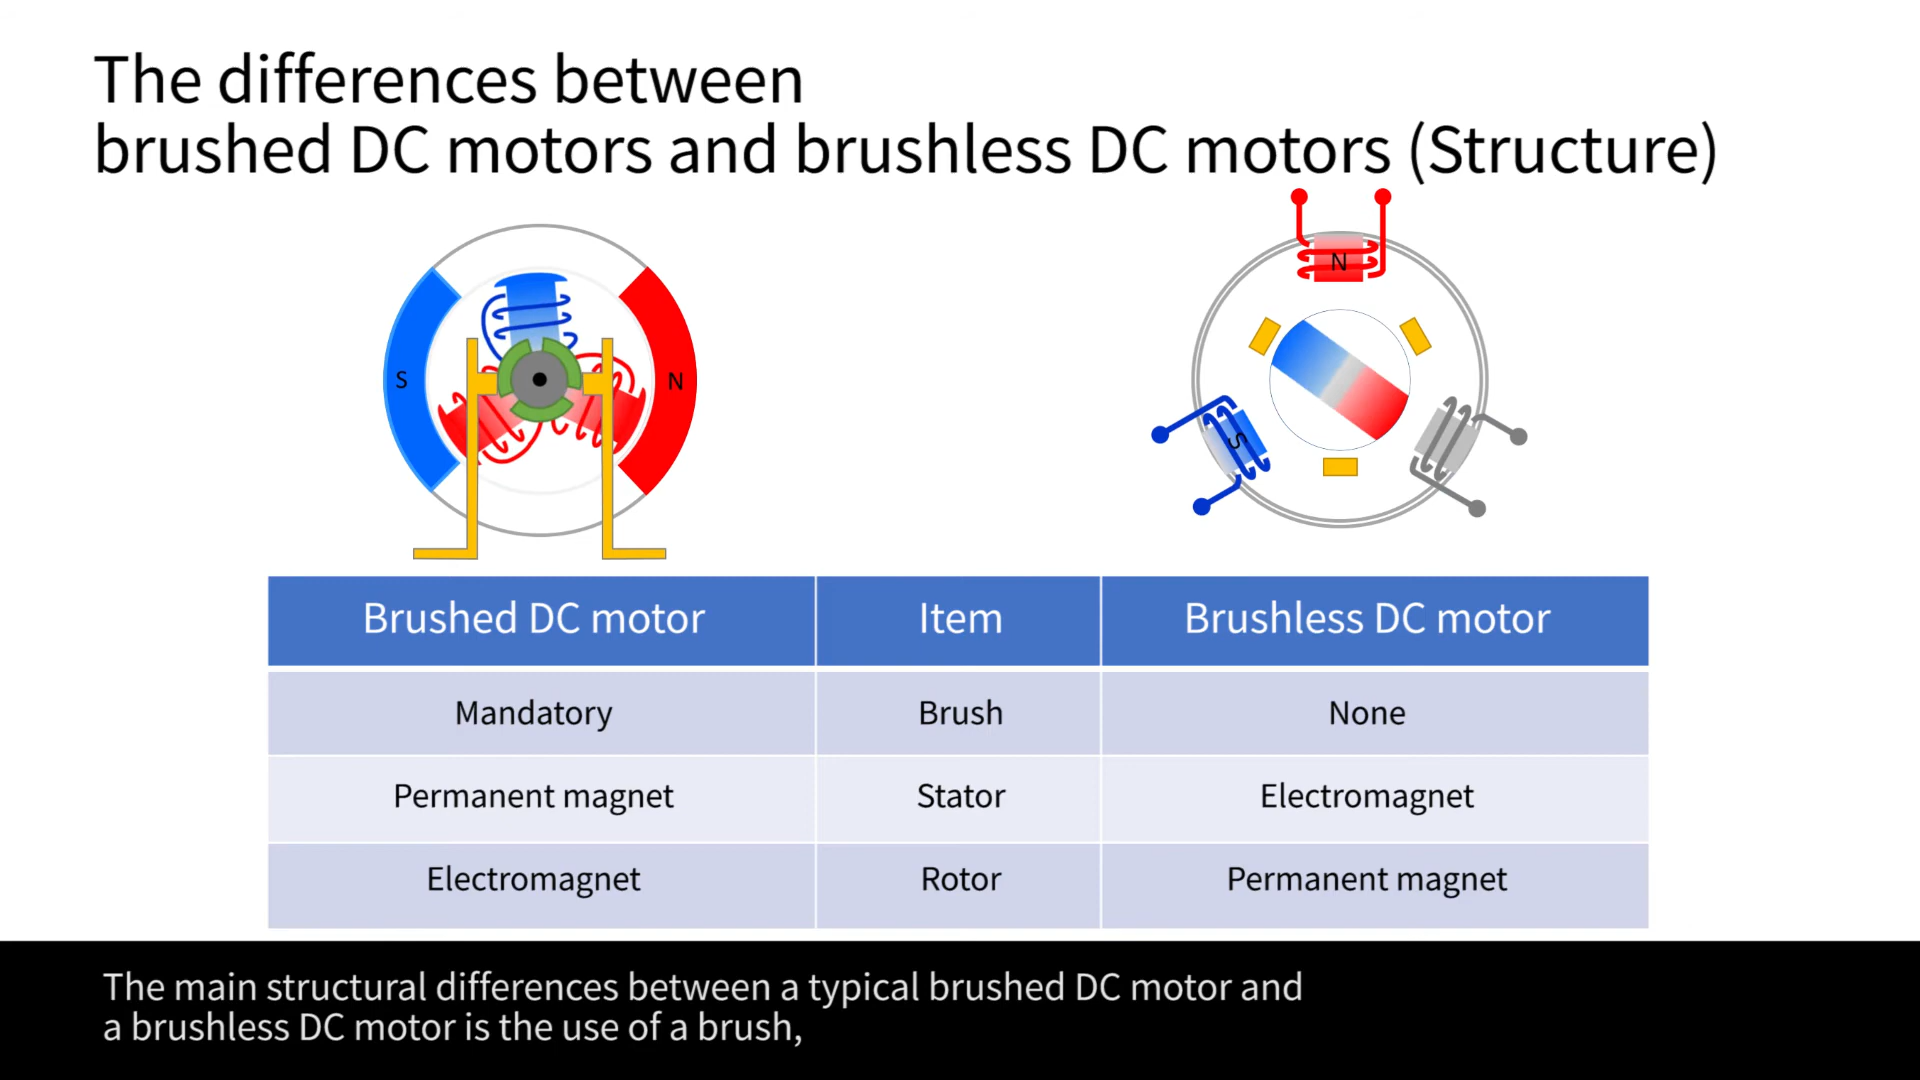 The differences between
brushed DC motors and brushless DC motors (Structure)
N
S
N
S
Brushed DC motor Item Brushless DC motor
Mandatory Brush None
Permanent magnet Stator Electromagnet
Electromagnet Rotor Permanent magnet
The main structural differences between a typical brushed DC motor and
a brushless DC motor is the use of a brush,